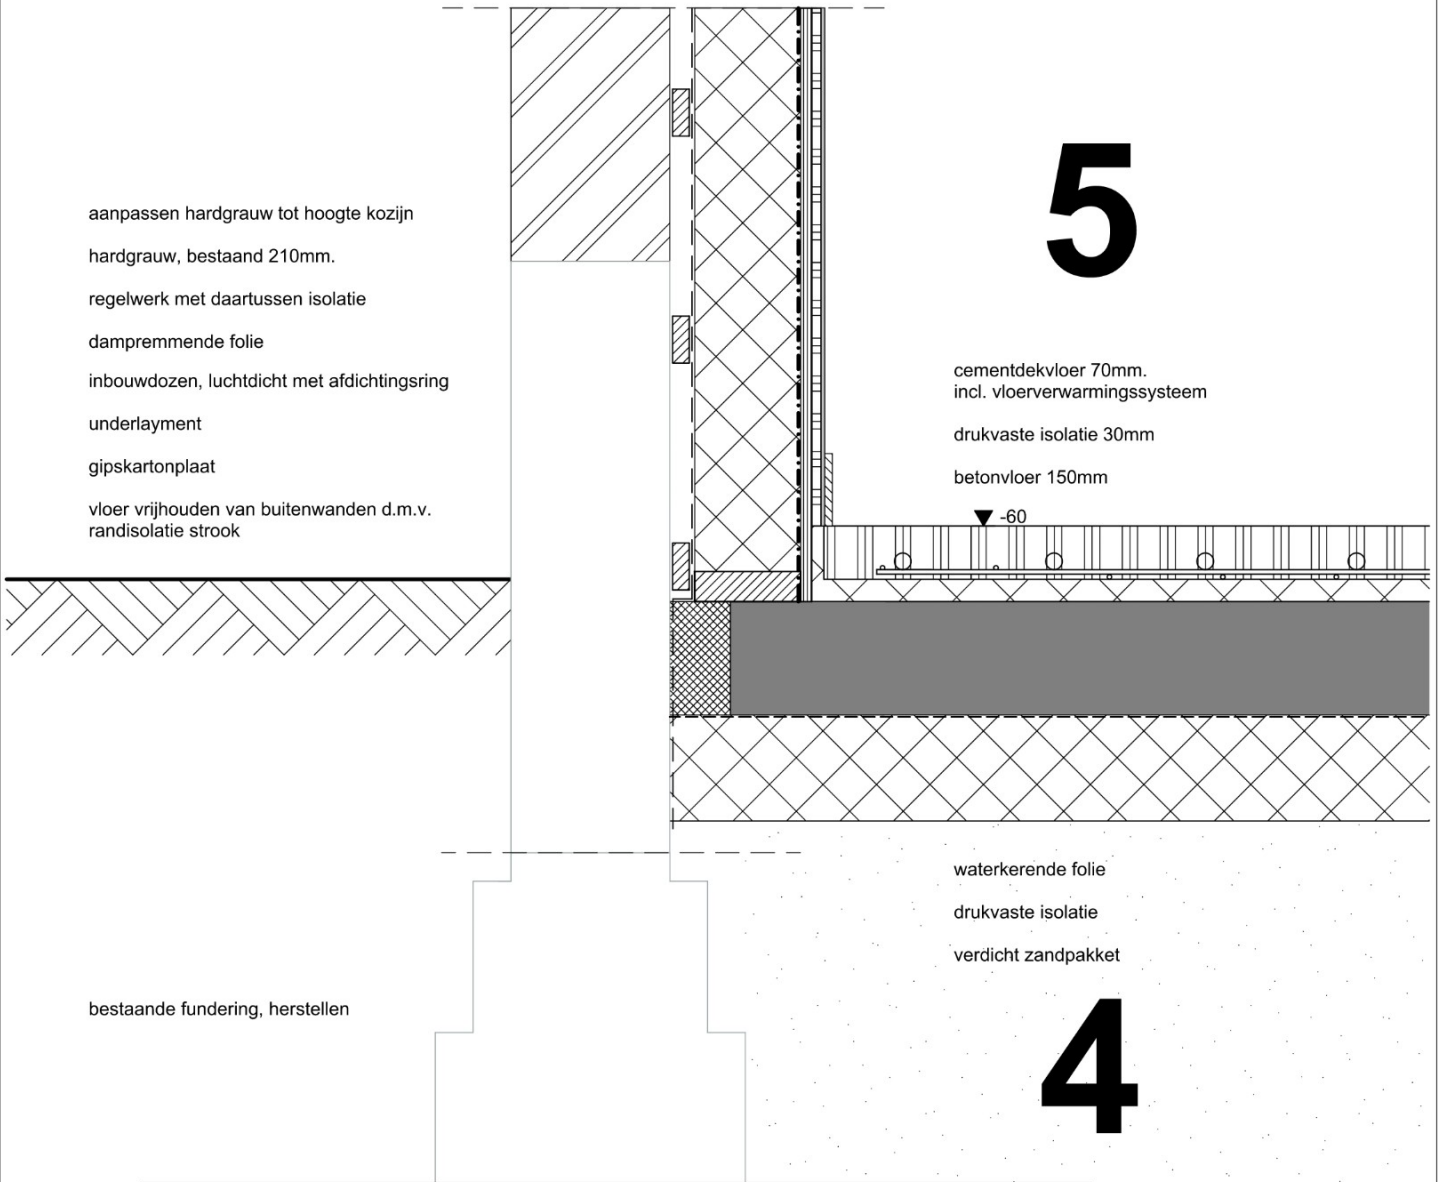 aanpassen hardgrauw tot hoogte kozijn
hardgrauw, bestaand 210mm.
regelwerk met daartussen isolatie
dampremmende folie
inbouwdozen, luchtdicht met afdichtingsring
underlayment
gipskartonplaat
vloer vrijhouden van buitenwanden d.m.v.
randisolatie strook
5
cementdekvloer 70mm.
incl. vloerverwarmingssysteem
drukvaste isolatie 30mm
betonvloer 150mm
-60
waterkerende folie
drukvaste isolatie
verdicht zandpakket
4
bestaande fundering, herstellen